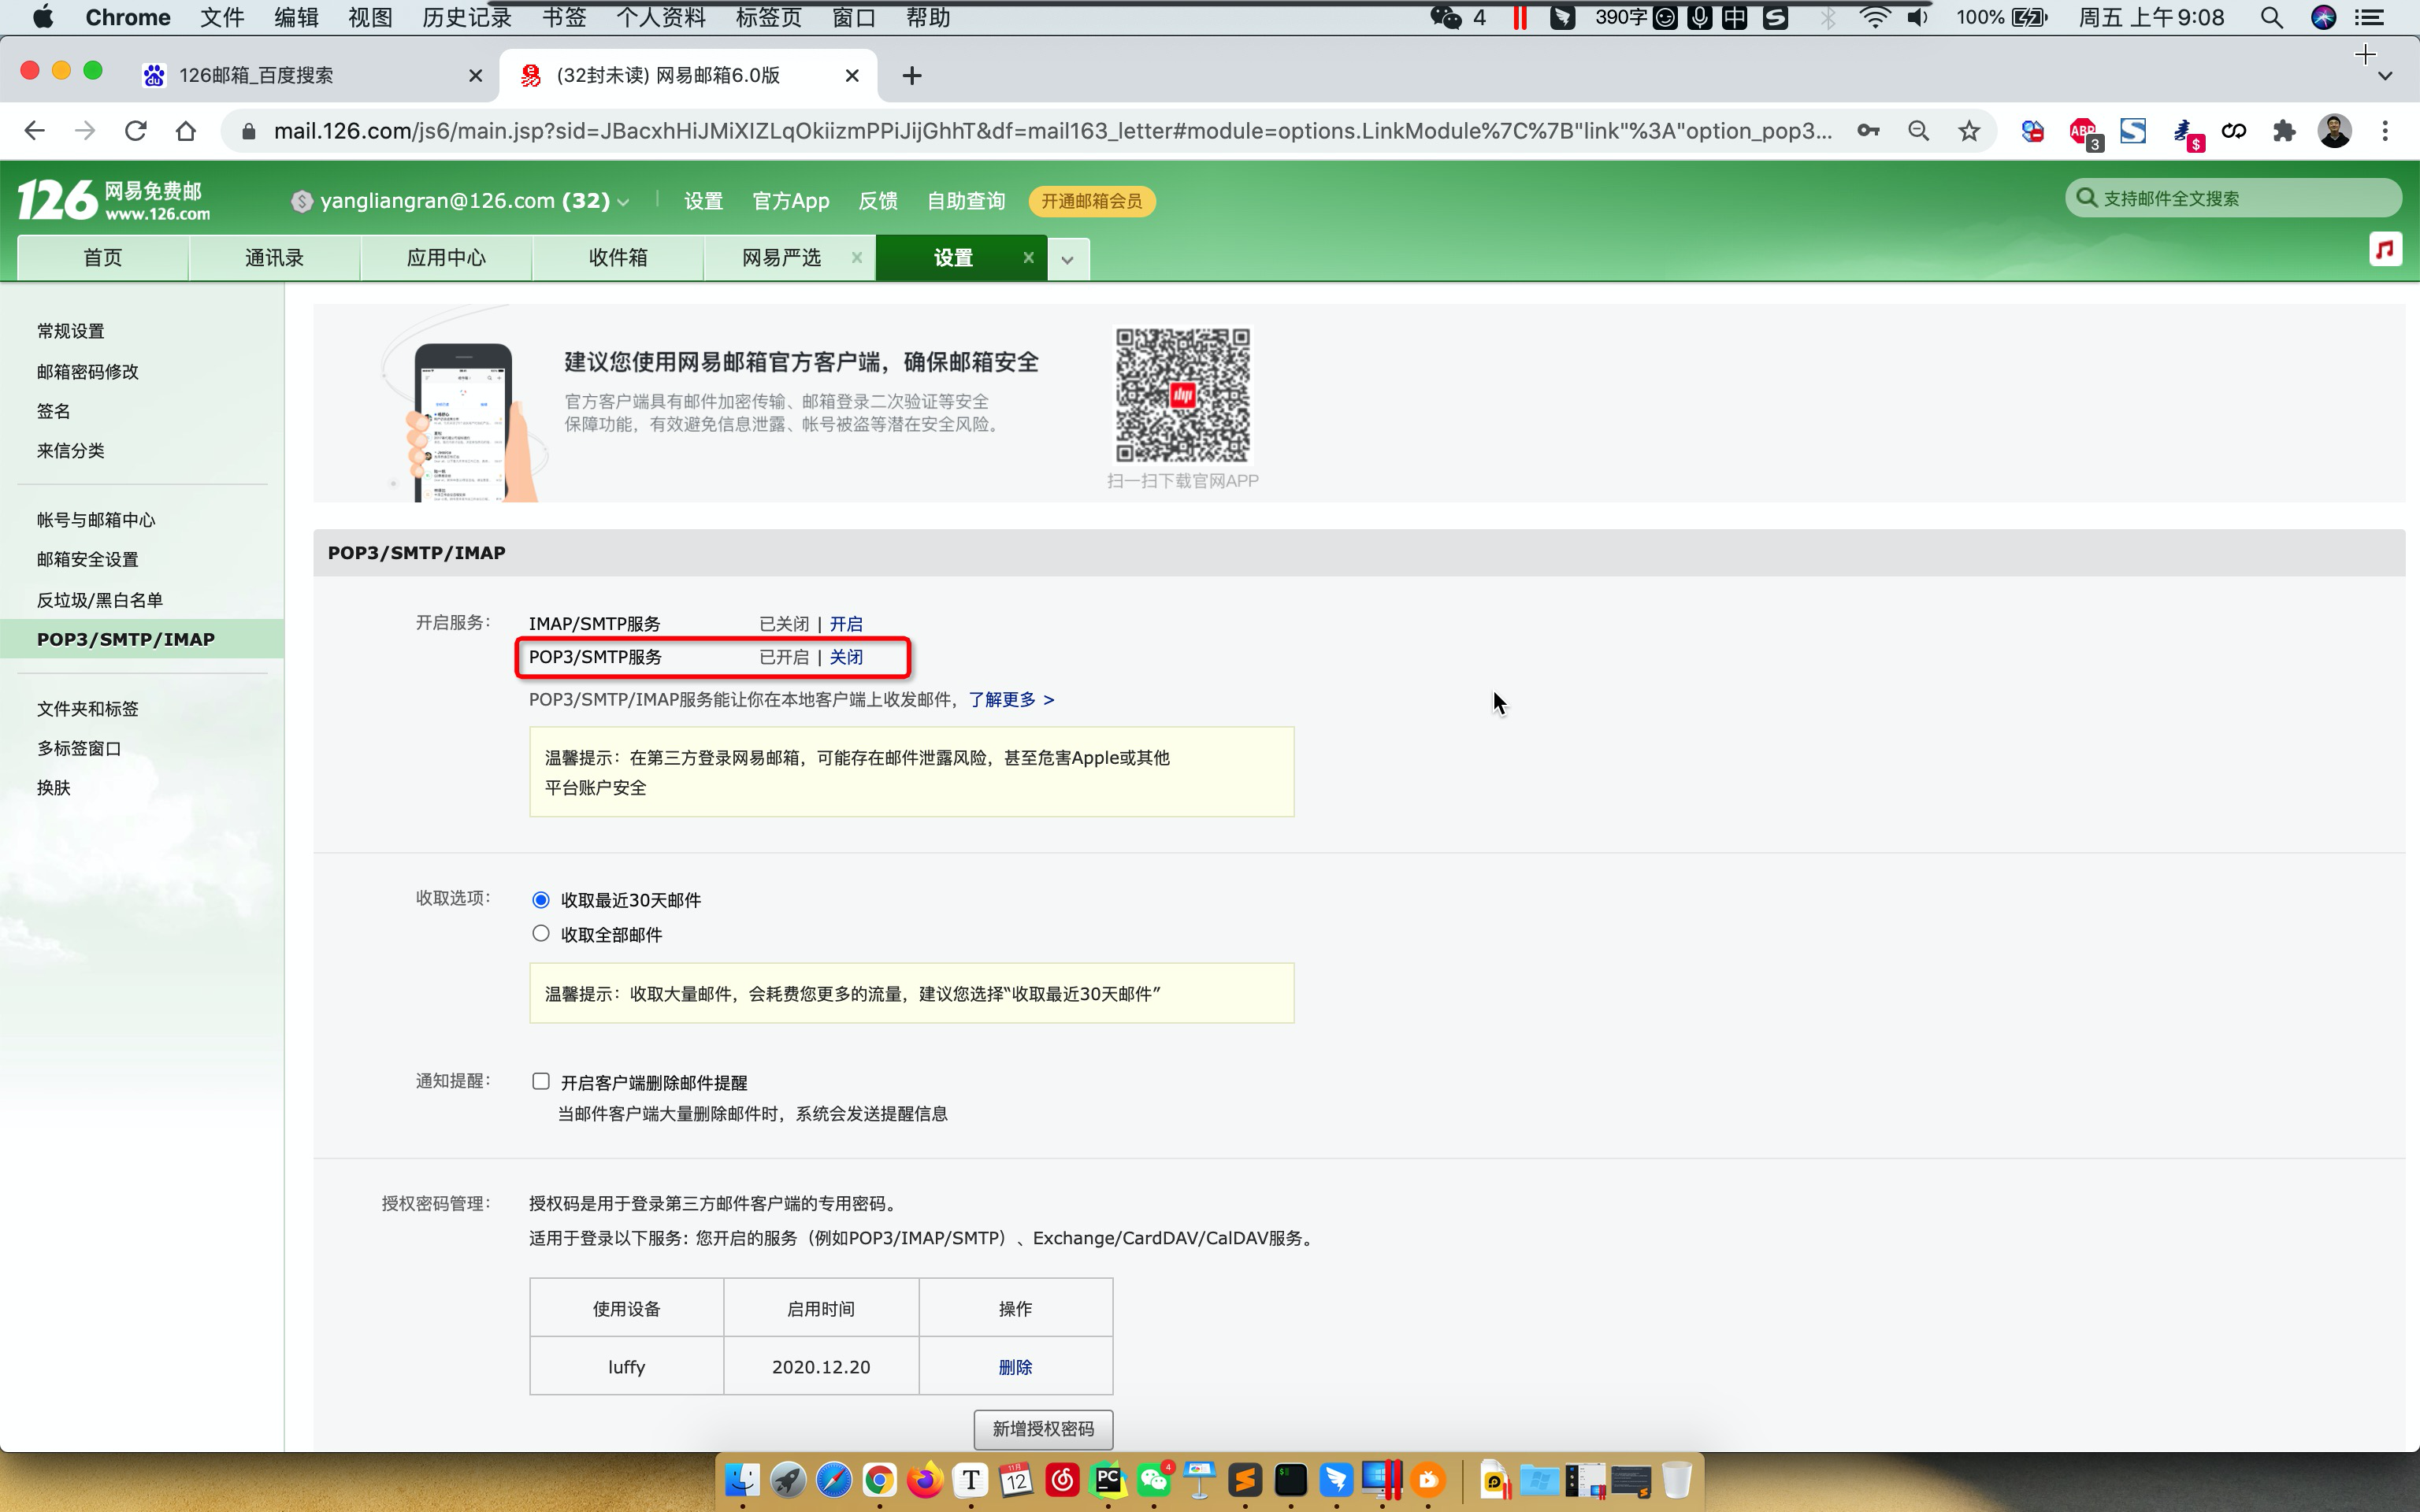 Chrome 文件 编辑 视图 历史记录 书签 个人资料 标签页 窗口 帮助 4 390字 中 100% 周五 上午9:08
126邮箱_百度搜索 (32封未读) 网易邮箱6.0版
mail.126.com/js6/main.jsp?sid=JBacxhHiJMiXIZLqOkiizmPPiJijGhhT&df=mail163_letter#module=options.LinkModule%7C%7B"link"%3A"option_pop3... ABP 3 $
126 网易免费邮
www.126.com
yangliangran@126.com (32) 设置 官方App 反馈 自助查询 开通邮箱会员 支持邮件全文搜索
首页 通讯录 应用中心 收件箱 网易严选 设置
常规设置
邮箱密码修改
签名
来信分类
帐号与邮箱中心
邮箱安全设置
反垃圾/黑白名单
POP3/SMTP/IMAP
文件夹和标签
多标签窗口
换肤
建议您使用网易邮箱官方客户端，确保邮箱安全
官方客户端具有邮件加密传输、邮箱登录二次验证等安全
保障功能，有效避免信息泄露、帐号被盗等潜在安全风险。
扫一扫下载官网APP
POP3/SMTP/IMAP
开启服务： IMAP/SMTP服务 已关闭 | 开启
POP3/SMTP服务 已开启 | 关闭
POP3/SMTP/IMAP服务能让你在本地客户端上收发邮件，了解更多 >
温馨提示：在第三方登录网易邮箱，可能存在邮件泄露风险，甚至危害Apple或其他
平台账户安全
收取选项： 收取最近30天邮件
收取全部邮件
温馨提示：收取大量邮件，会耗费您更多的流量，建议您选择“收取最近30天邮件”
通知提醒： 开启客户端删除邮件提醒
当邮件客户端大量删除邮件时，系统会发送提醒信息
授权密码管理： 授权码是用于登录第三方邮件客户端的专用密码。
适用于登录以下服务：您开启的服务（例如POP3/IMAP/SMTP）、Exchange/CardDAV/CalDAV服务。
使用设备 启用时间 操作
luffy 2020.12.20 删除
新增授权密码
T 11月 12 PC 4